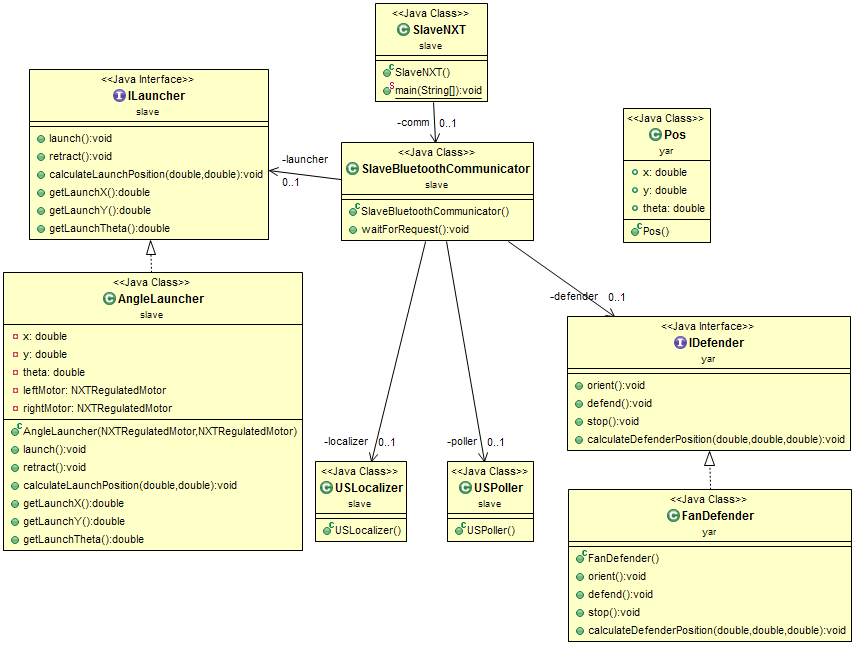 <<Java Class>>
SlaveNXT
slave
SlaveNXT()
main(String[]):void
-comm 0..1
<<Java Interface>>
ILauncher
slave
launch():void
retract():void
calculateLaunchPosition(double,double):void
getLaunchX():double
getLaunchY():double
getLaunchTheta():double
-launcher
0..1
<<Java Class>>
SlaveBluetoothCommunicator
slave
SlaveBluetoothCommunicator()
waitForRequest():void
<<Java Class>>
Pos
yar
x: double
y: double
theta: double
Pos()
<<Java Class>>
AngleLauncher
slave
x: double
y: double
theta: double
leftMotor: NXTRegulatedMotor
rightMotor: NXTRegulatedMotor
AngleLauncher(NXTRegulatedMotor,NXTRegulatedMotor)
launch():void
retract():void
calculateLaunchPosition(double,double):void
getLaunchX():double
getLaunchY():double
getLaunchTheta():double
-defender 0..1
<<Java Interface>>
IDefender
yar
orient():void
defend():void
stop():void
calculateDefenderPosition(double,double,double):void
-localizer 0..1
<<Java Class>>
USLocalizer
slave
USLocalizer()
-poller 0..1
<<Java Class>>
USPoller
slave
USPoller()
<<Java Class>>
FanDefender
yar
FanDefender()
orient():void
defend():void
stop():void
calculateDefenderPosition(double,double,double):void